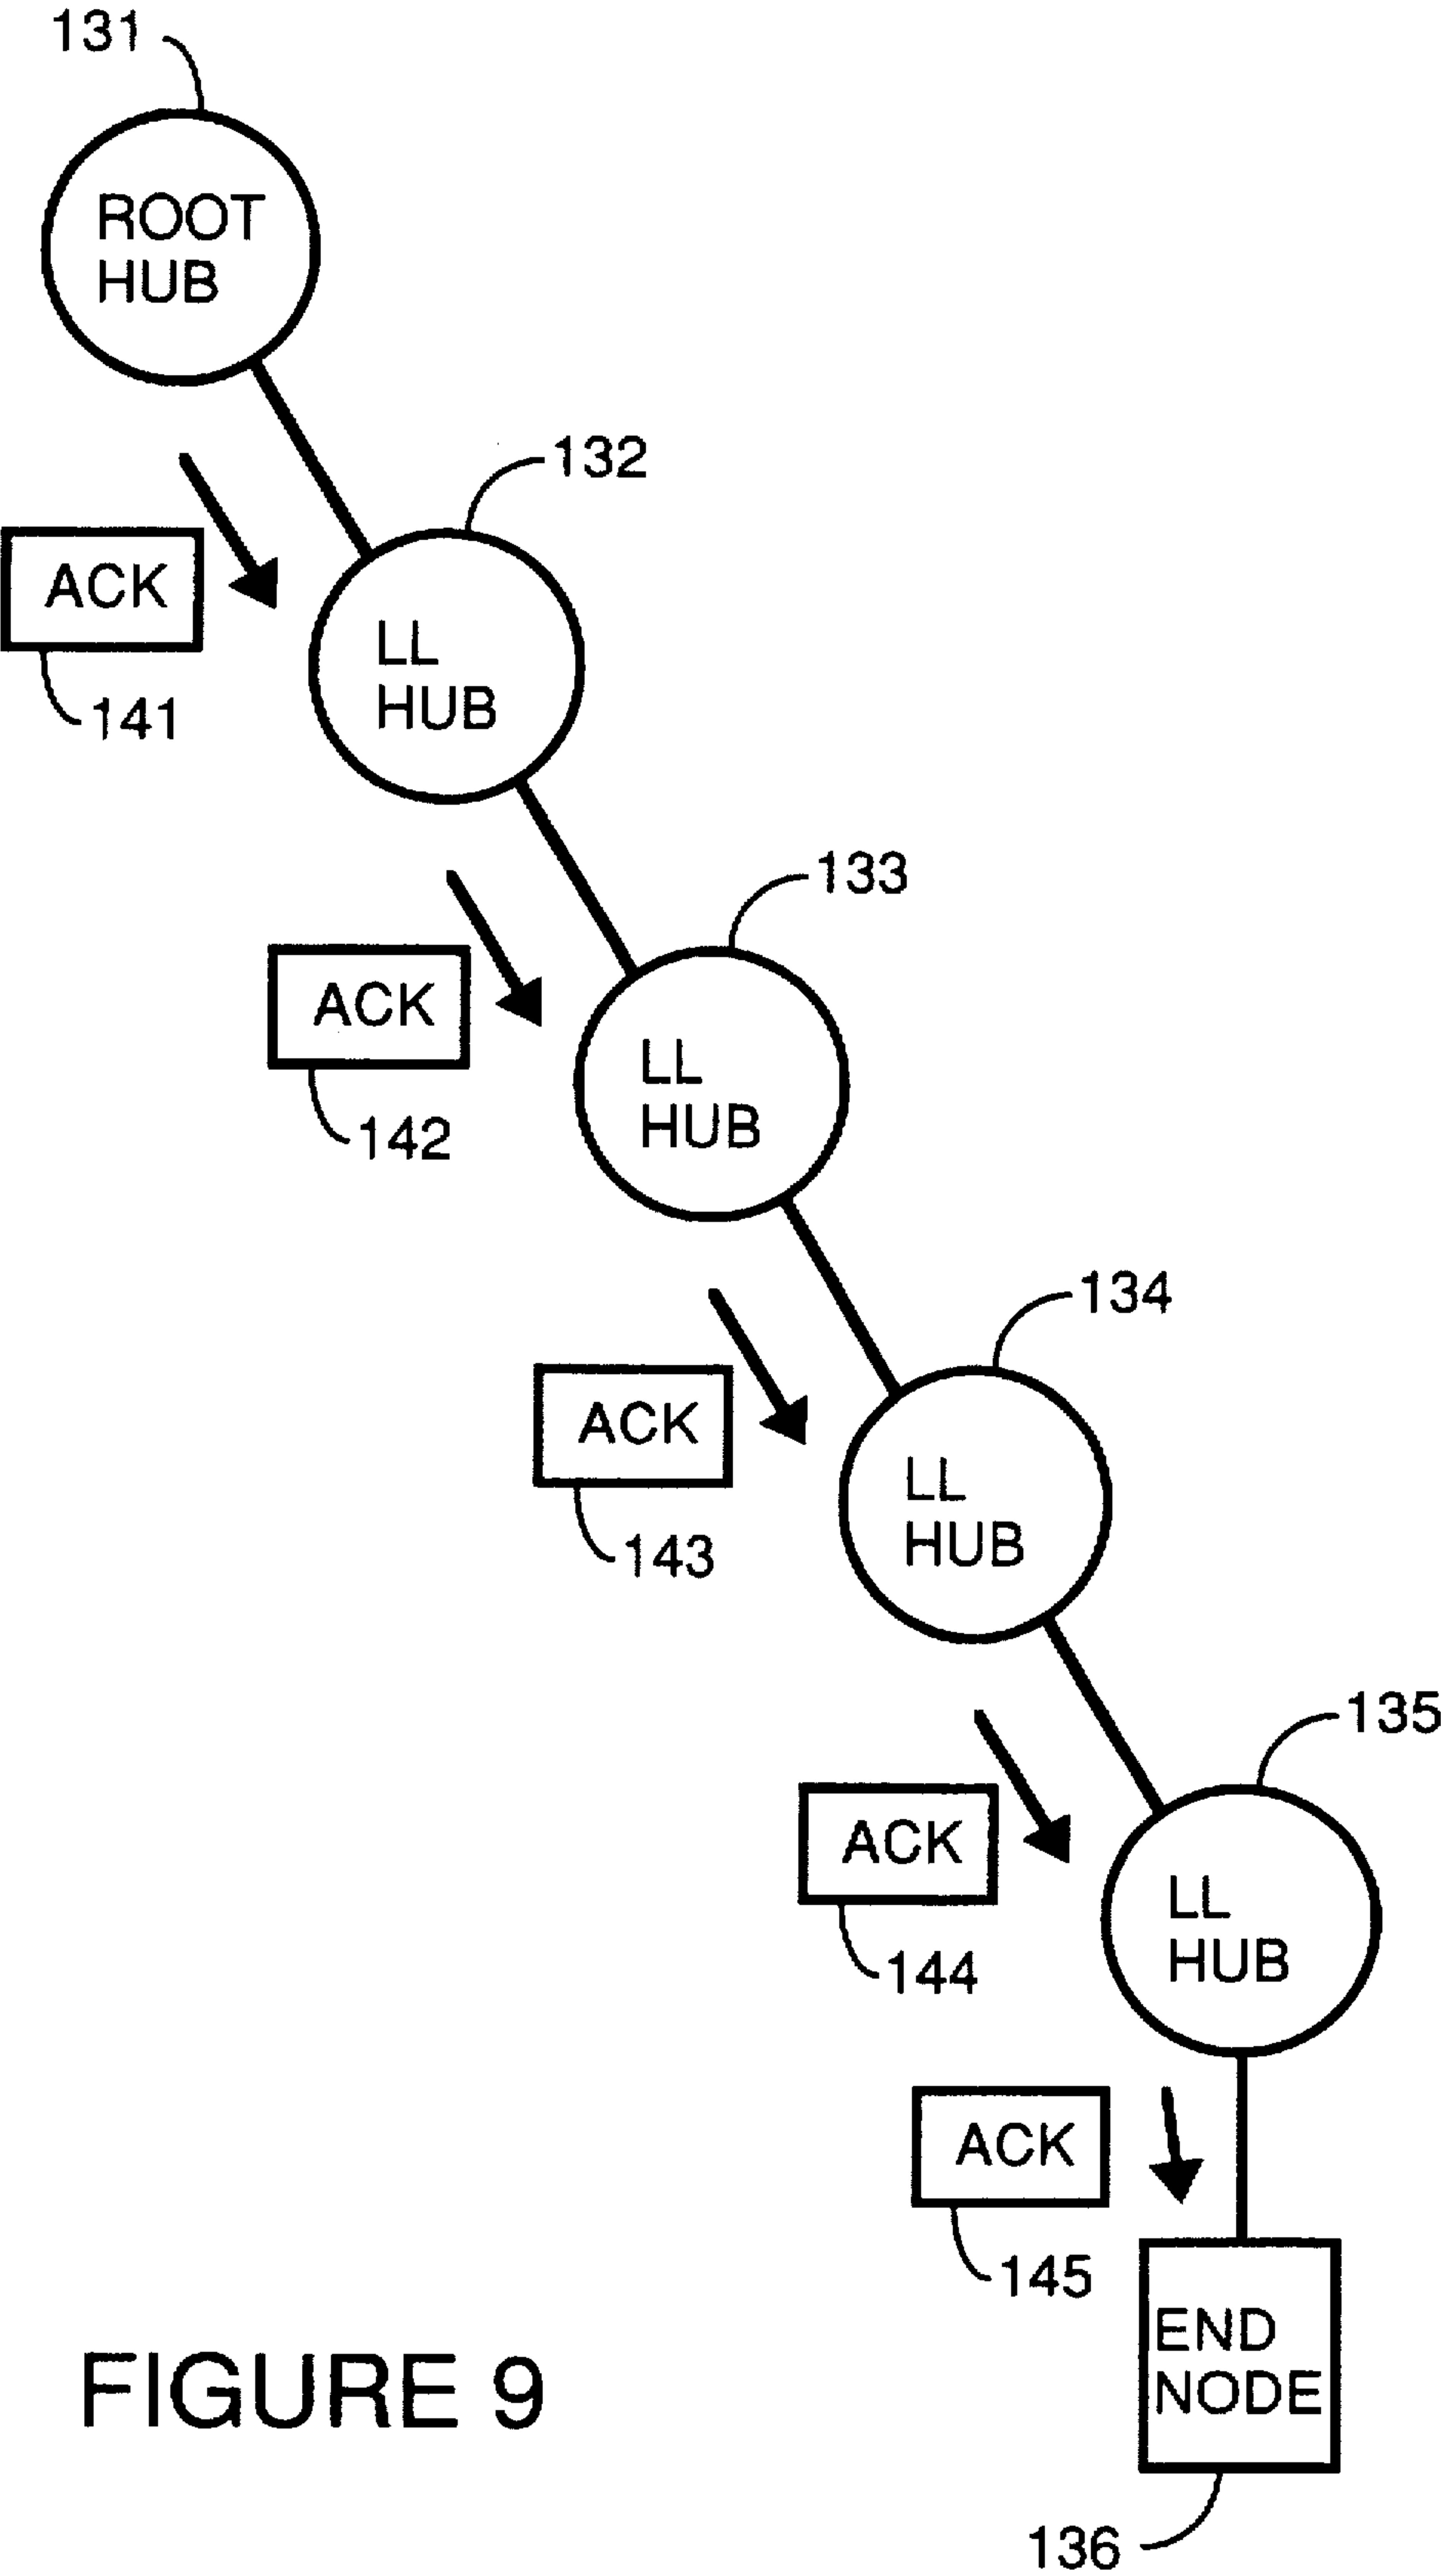 131
ROOT
HUB
132
ACK
LL
HUB
141
133
ACK
LL
HUB
142
134
ACK
LL
HUB
143
135
ACK
LL
HUB
144
ACK
145
END
NODE
FIGURE 9
136